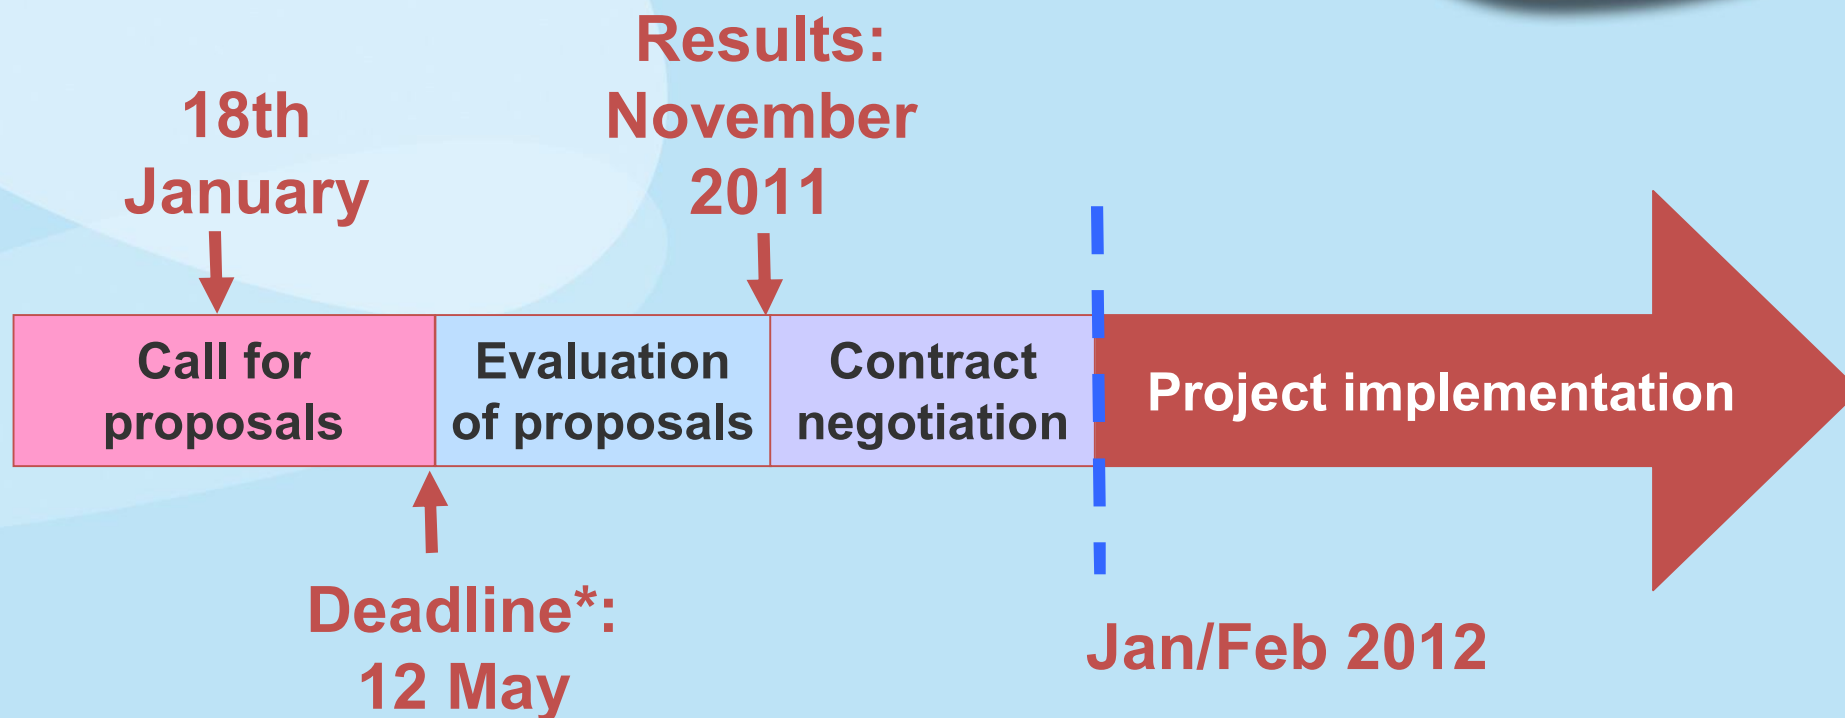 18th
January
Results:
November
2011
Call for
proposals
Evaluation
of proposals
Contract
negotiation
Project implementation
Deadline*:
12 May
Jan/Feb 2012